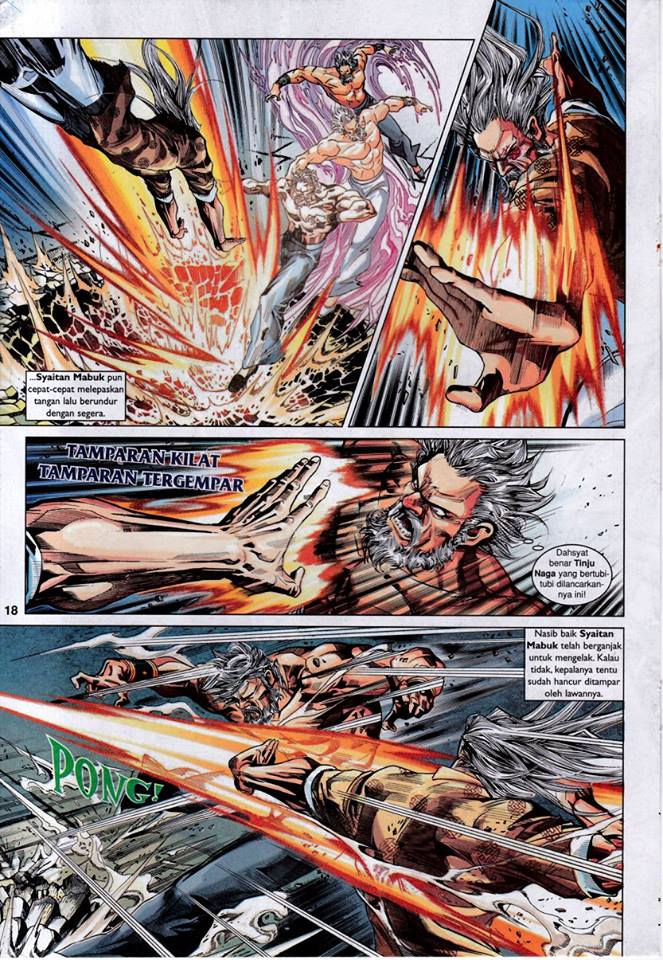 ...Syaitan Mabuk pun
cepat-cepat melepaskan
tangan lalu berundur
dengan segera.
TAMPARAN KILAT
TAMPARAN TERGEMPAR
Dahsyat
benar Tinju
Naga yang bertubi-
tubi dilancarkan-
nya ini!
18
Nasib baik Syaitan
Mabuk telah berganjak
untuk mengelak. Kalau
tidak, kepalanya tentu
sudah hancur ditampar
oleh lawannya.
PONG!